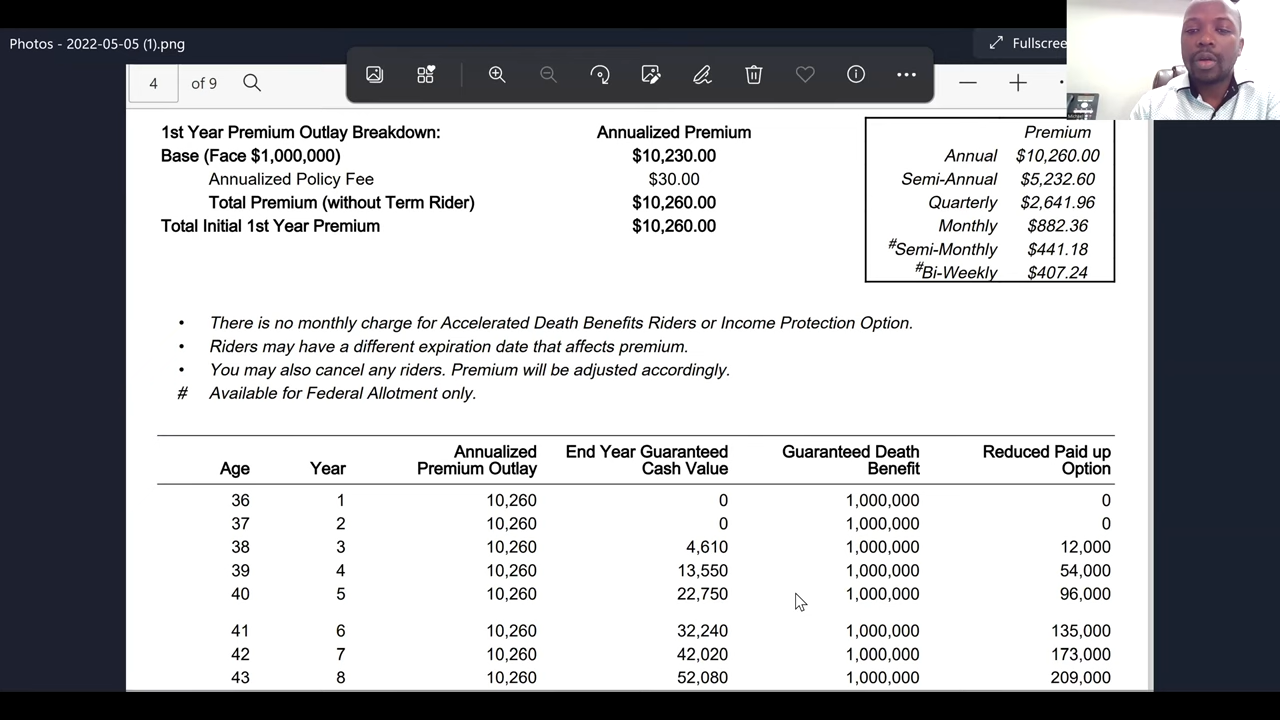 Photos - 2022-05-05 (1).png
Fullscree
4 of 9
1st Year Premium Outlay Breakdown: Annualized Premium
Base (Face $1,000,000) $10,230.00
Annualized Policy Fee $30.00
Total Premium (without Term Rider) $10,260.00
Total Initial 1st Year Premium $10,260.00
Premium
Annual $10,260.00
Semi-Annual $5,232.60
Quarterly $2,641.96
Monthly $882.36
#Semi-Monthly $441.18
#Bi-Weekly $407.24
• There is no monthly charge for Accelerated Death Benefits Riders or Income Protection Option.
• Riders may have a different expiration date that affects premium.
• You may also cancel any riders. Premium will be adjusted accordingly.
# Available for Federal Allotment only.
Annualized End Year Guaranteed Guaranteed Death Reduced Paid up
Age Year Premium Outlay Cash Value Benefit Option
36 1 10,260 0 1,000,000 0
37 2 10,260 0 1,000,000 0
38 3 10,260 4,610 1,000,000 12,000
39 4 10,260 13,550 1,000,000 54,000
40 5 10,260 22,750 1,000,000 96,000
41 6 10,260 32,240 1,000,000 135,000
42 7 10,260 42,020 1,000,000 173,000
43 8 10,260 52,080 1,000,000 209,000